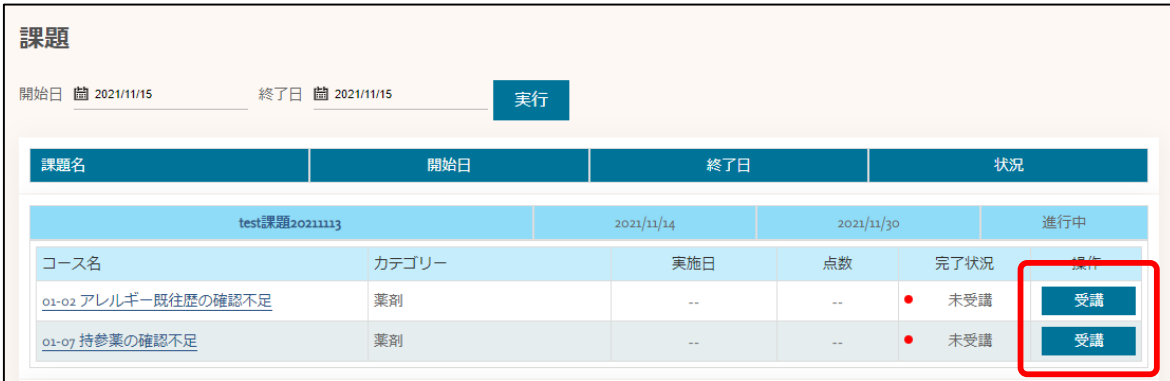 課題
開始日 2021/11/15 終了日 2021/11/15 実行
課題名 開始日 終了日 状況
test課題20211113 2021/11/14 2021/11/30 進行中
コース名 カテゴリー 実施日 点数 完了状況 操作
01-02 アレルギー既往歴の確認不足 薬剤 -- -- 未受講 受講
01-07 持参薬の確認不足 薬剤 -- -- 未受講 受講